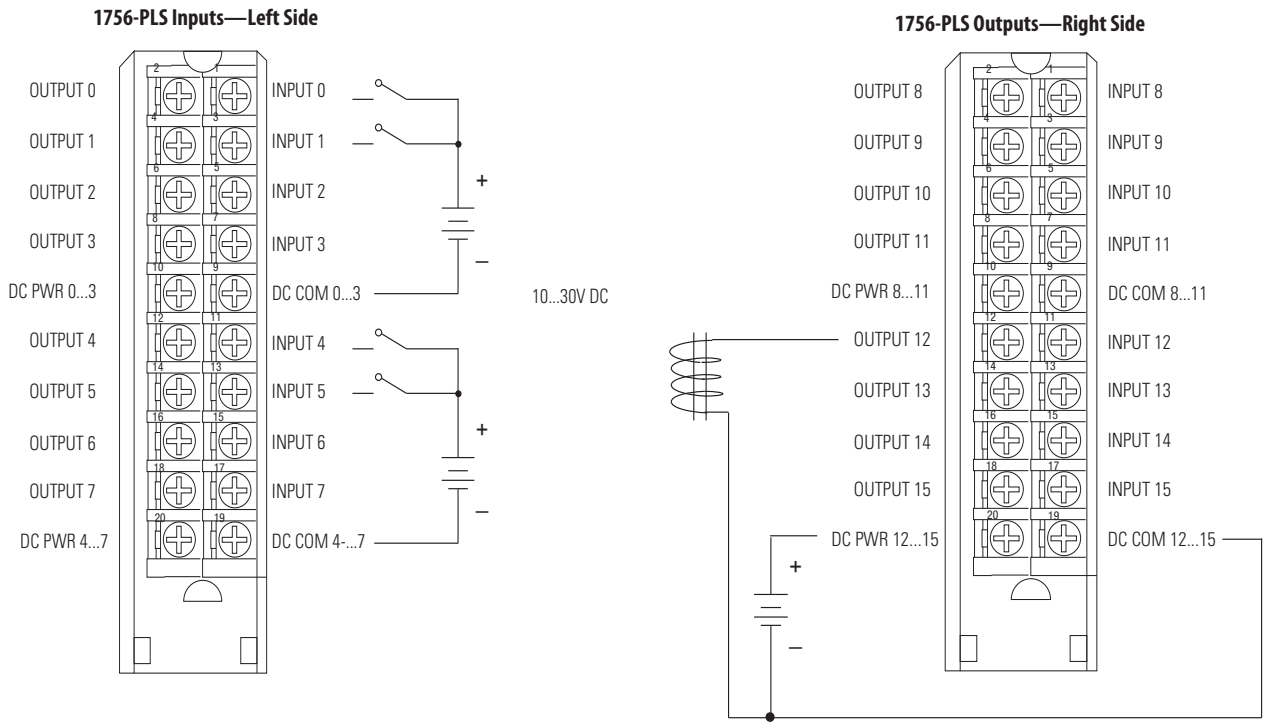 1756-PLS Inputs—Left Side
1756-PLS Outputs—Right Side
2 1
OUTPUT 0 INPUT 0
4 3
OUTPUT 1 INPUT 1
6 5
OUTPUT 2 INPUT 2
8 7
OUTPUT 3 INPUT 3
10 9
DC PWR 0...3 DC COM 0...3
12 11
OUTPUT 4 INPUT 4
14 13
OUTPUT 5 INPUT 5
16 15
OUTPUT 6 INPUT 6
18 17
OUTPUT 7 INPUT 7
20 19
DC PWR 4...7 DC COM 4-...7
+
–
+
–
10...30V DC
2 1
OUTPUT 8 INPUT 8
4 3
OUTPUT 9 INPUT 9
6 5
OUTPUT 10 INPUT 10
8 7
OUTPUT 11 INPUT 11
10 9
DC PWR 8...11 DC COM 8...11
12 11
OUTPUT 12 INPUT 12
14 13
OUTPUT 13 INPUT 13
16 15
OUTPUT 14 INPUT 14
18 17
OUTPUT 15 INPUT 15
20 19
DC PWR 12...15 DC COM 12...15
+
–